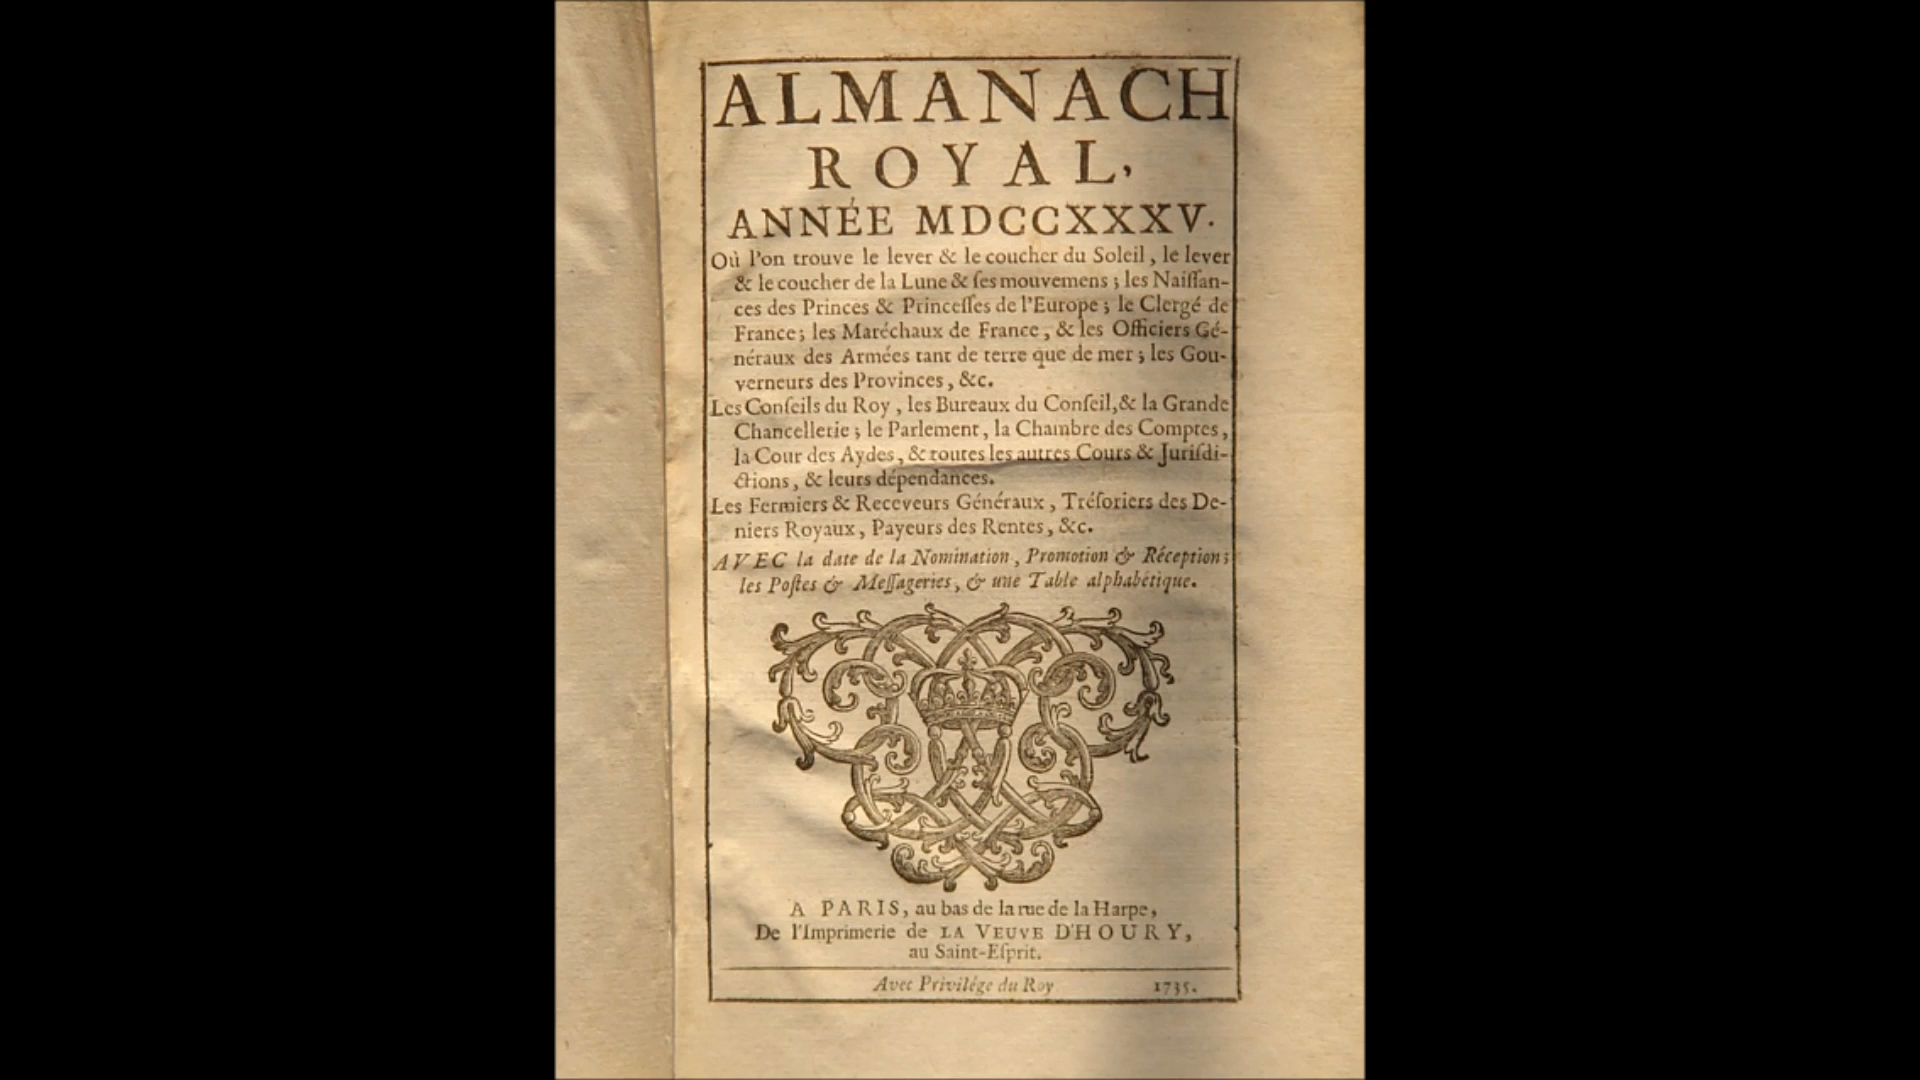 ALMANACH
ROYAL,
ANNÉE MDCCXXXV.
Où l'on trouve le lever & le coucher du Soleil, le lever
& le coucher de la Lune & ſes mouvemens ; les Naiſſan-
ces des Princes & Princeſſes de l'Europe ; le Clergé de
France ; les Maréchaux de France, & les Officiers Gé-
néraux des Armées tant de terre que de mer ; les Gou-
verneurs des Provinces, &c.
Les Conſeils du Roy, les Bureaux du Conſeil, & la Grande
Chancellerie ; le Parlement, la Chambre des Comptes,
la Cour des Aydes, & toutes les autres Cours & Juriſdi-
ctions, & leurs dépendances.
Les Fermiers & Receveurs Généraux, Tréſoriers des De-
niers Royaux, Payeurs des Rentes, &c.
AVEC la date de la Nomination, Promotion & Réception ;
les Poſtes & Meſſageries, & une Table alphabétique.
A PARIS, au bas de la rue de la Harpe,
De l'Imprimerie de LA VEUVE D'HOURY,
au Saint-Eſprit.
Avec Privilége du Roy 1735.